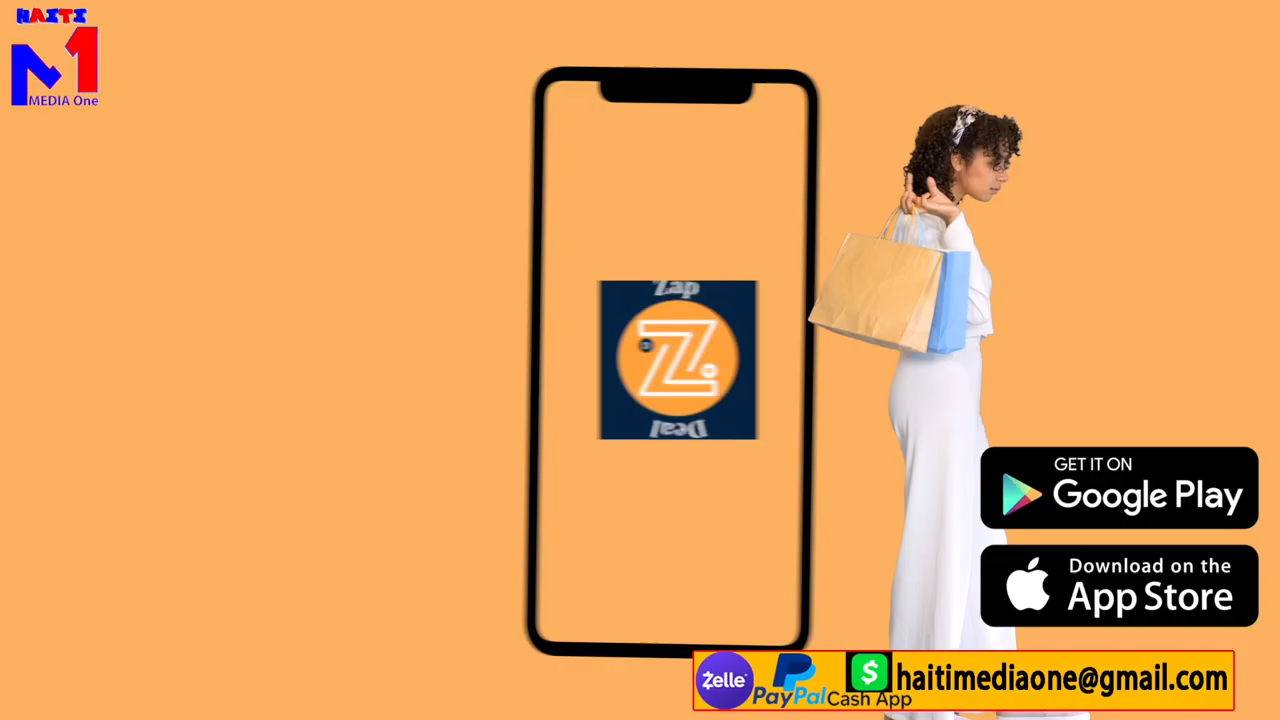 HAITI
M1
MEDIA One
Zap
Z
Deal
GET IT ON
Google Play
Download on the
App Store
Zelle
PayPal
$
Cash App
haitimediaone@gmail.com